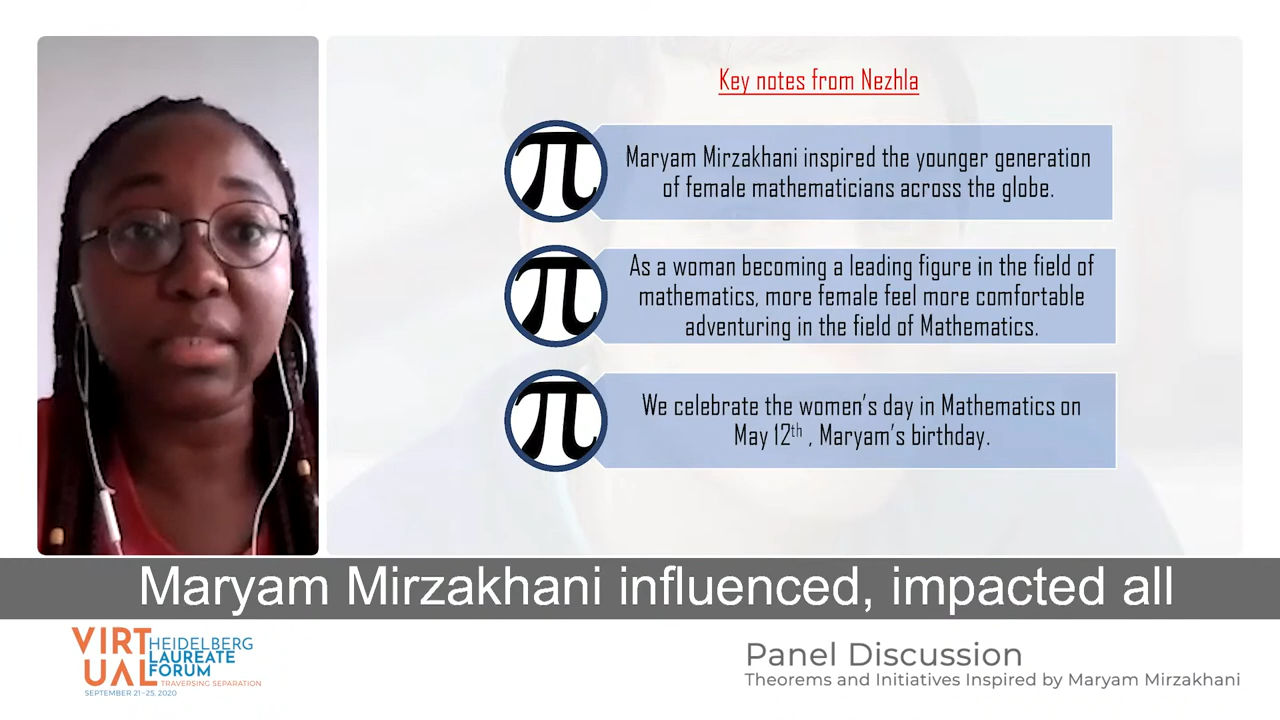 Key notes from Nezhla
π
Maryam Mirzakhani inspired the younger generation
of female mathematicians across the globe.
π
As a woman becoming a leading figure in the field of
mathematics, more female feel more comfortable
adventuring in the field of Mathematics.
π
We celebrate the women's day in Mathematics on
May 12th , Maryam's birthday.
Maryam Mirzakhani influenced, impacted all
VIRTUAL
HEIDELBERG
LAUREATE
FORUM
TRAVERSING SEPARATION
SEPTEMBER 21–25, 2020
Panel Discussion
Theorems and Initiatives Inspired by Maryam Mirzakhani